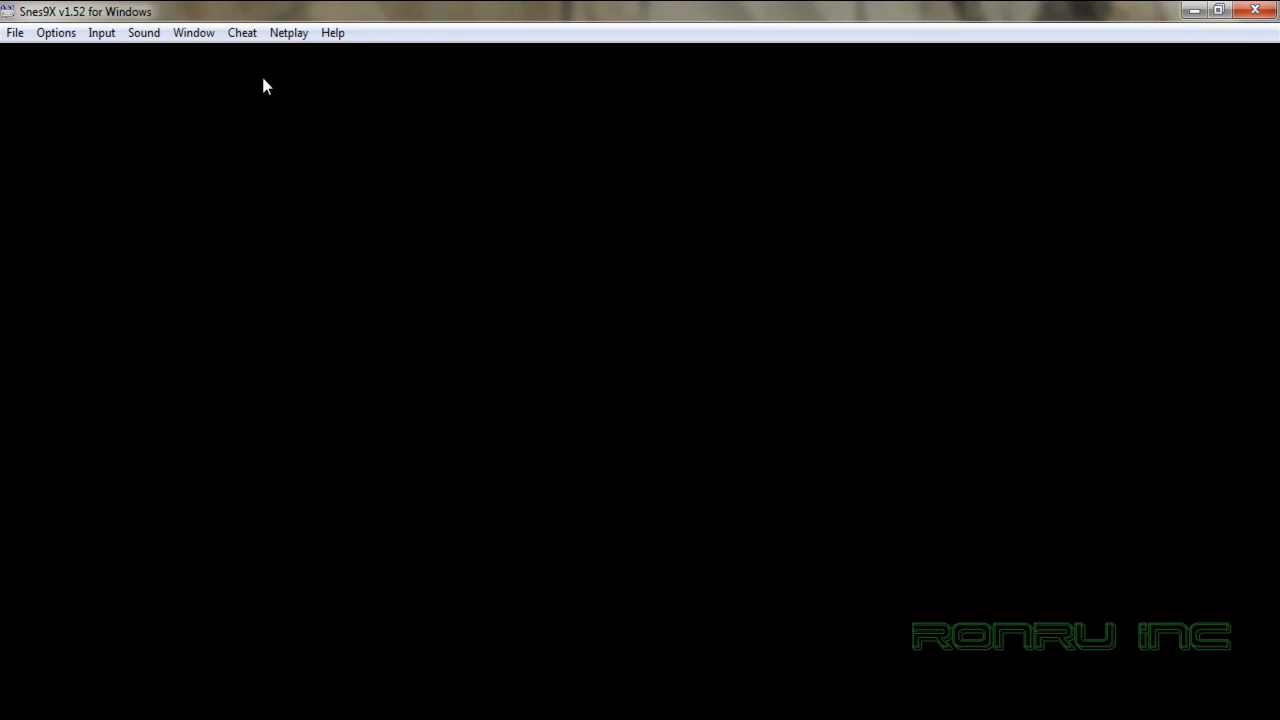 Snes9X v1.52 for Windows
File Options Input Sound Window Cheat Netplay Help
RONRU inc